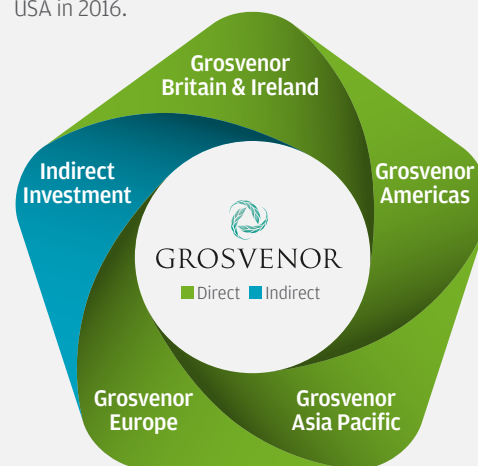 USA in 2016.
Grosvenor
Britain & Ireland
Indirect
Investment
Grosvenor
Americas
GROSVENOR
Direct Indirect
Grosvenor
Europe
Grosvenor
Asia Pacific